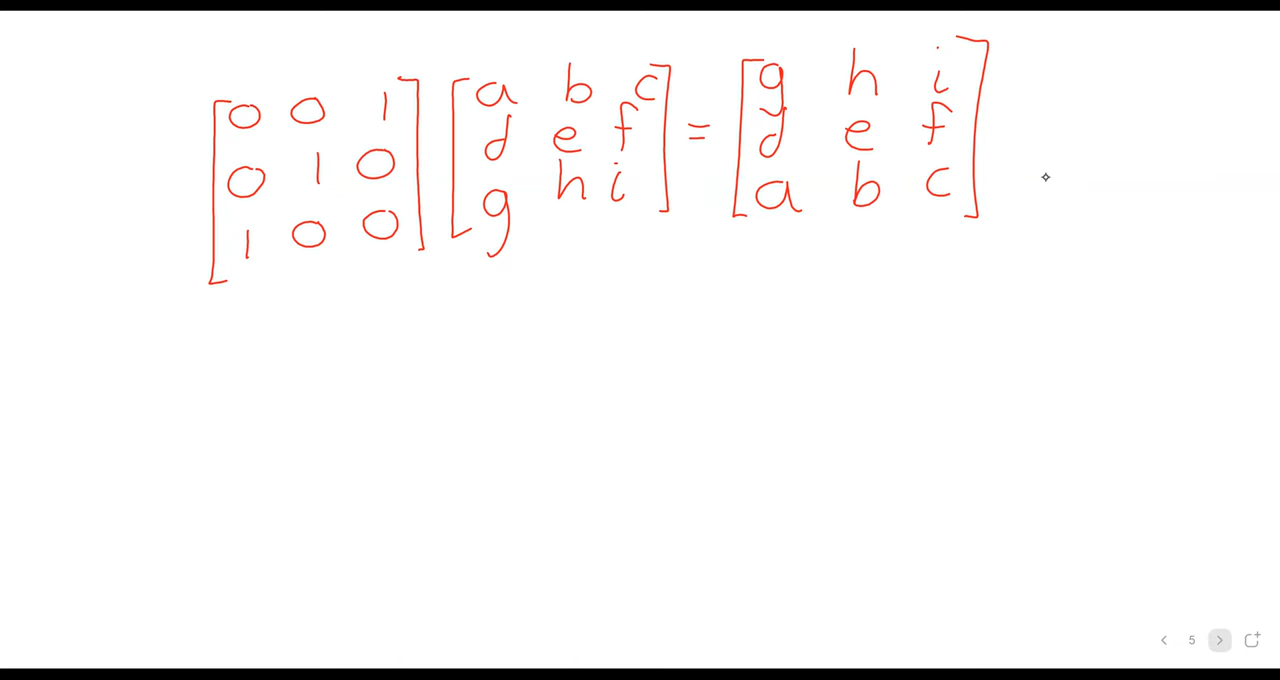 [0 0 1] [a b c] = [g h i]
[0 1 0] [d e f] [d e f]
[1 0 0] [g h i] [a b c]
< 5 >